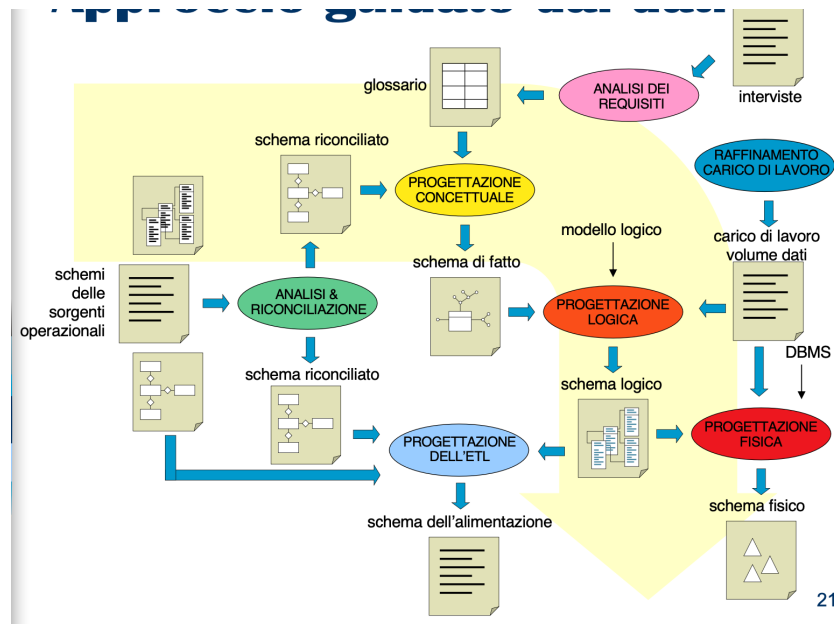 glossario
ANALISI DEI
REQUISITI
interviste
schema riconciliato
RAFFINAMENTO
CARICO DI LAVORO
PROGETTAZIONE
CONCETTUALE
modello logico
carico di lavoro
volume dati
schema di fatto
schemi
delle
sorgenti
operazionali
ANALISI &
RICONCILIAZIONE
PROGETTAZIONE
LOGICA
DBMS
schema riconciliato
schema logico
PROGETTAZIONE
FISICA
PROGETTAZIONE
DELL'ETL
schema fisico
schema dell'alimentazione
21